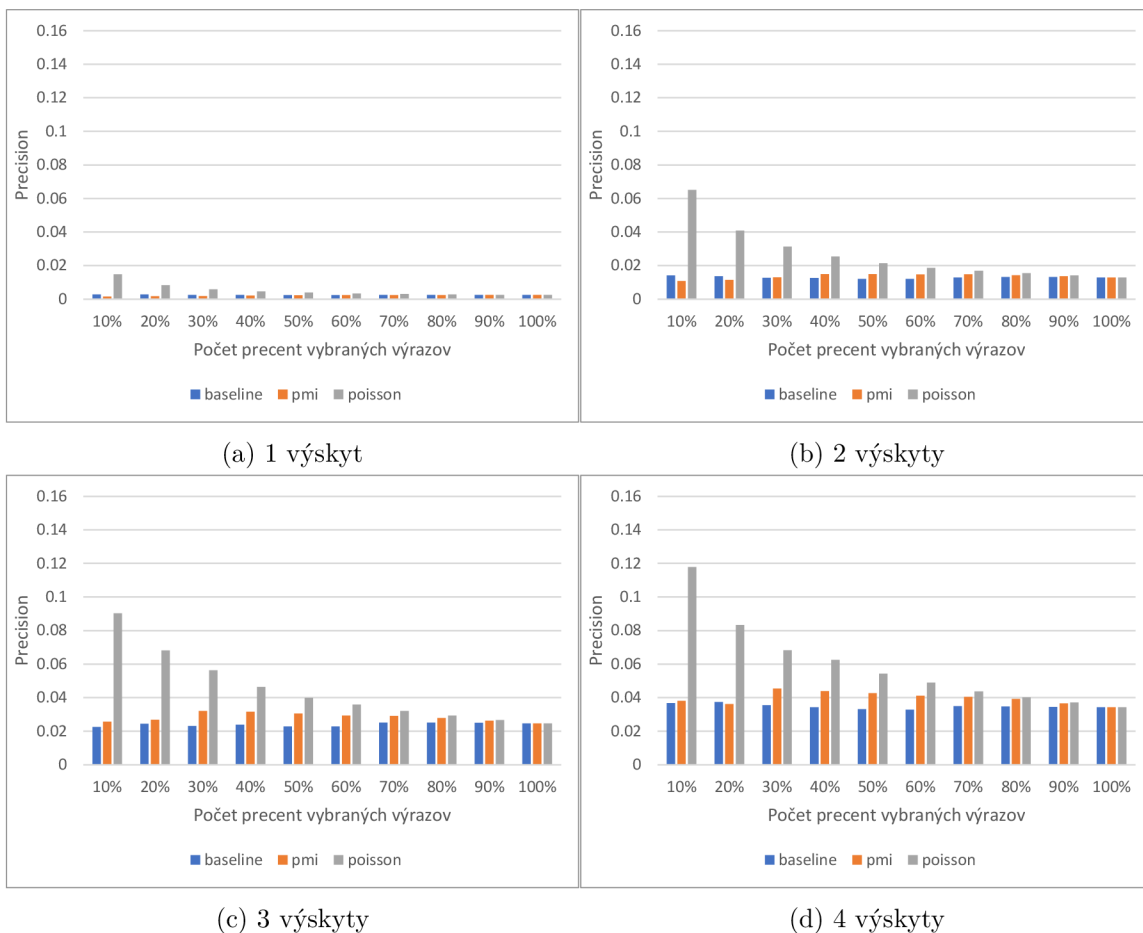 0.16
0.14
0.12
0.1
0.08
0.06
0.04
0.02
0
Precision
10% 20% 30% 40% 50% 60% 70% 80% 90% 100%
Počet precent vybraných výrazov
baseline pmi poisson
(a) 1 výskyt
0.16
0.14
0.12
0.1
0.08
0.06
0.04
0.02
0
Precision
10% 20% 30% 40% 50% 60% 70% 80% 90% 100%
Počet precent vybraných výrazov
baseline pmi poisson
(b) 2 výskyty
0.16
0.14
0.12
0.1
0.08
0.06
0.04
0.02
0
Precision
10% 20% 30% 40% 50% 60% 70% 80% 90% 100%
Počet precent vybraných výrazov
baseline pmi poisson
(c) 3 výskyty
0.16
0.14
0.12
0.1
0.08
0.06
0.04
0.02
0
Precision
10% 20% 30% 40% 50% 60% 70% 80% 90% 100%
Počet precent vybraných výrazov
baseline pmi poisson
(d) 4 výskyty